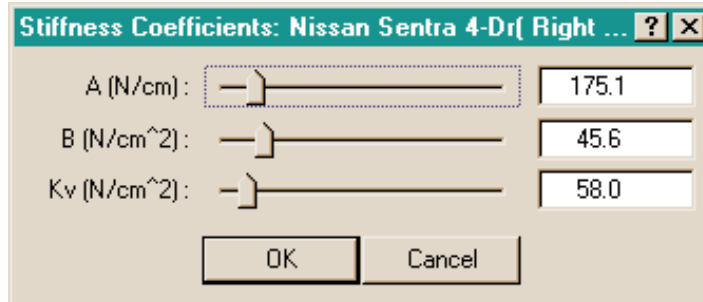 Stiffness Coefficients: Nissan Sentra 4-Dr( Right ... ? X
A (N/cm) : 175.1
B (N/cm^2) : 45.6
Kv (N/cm^2) : 58.0
OK Cancel